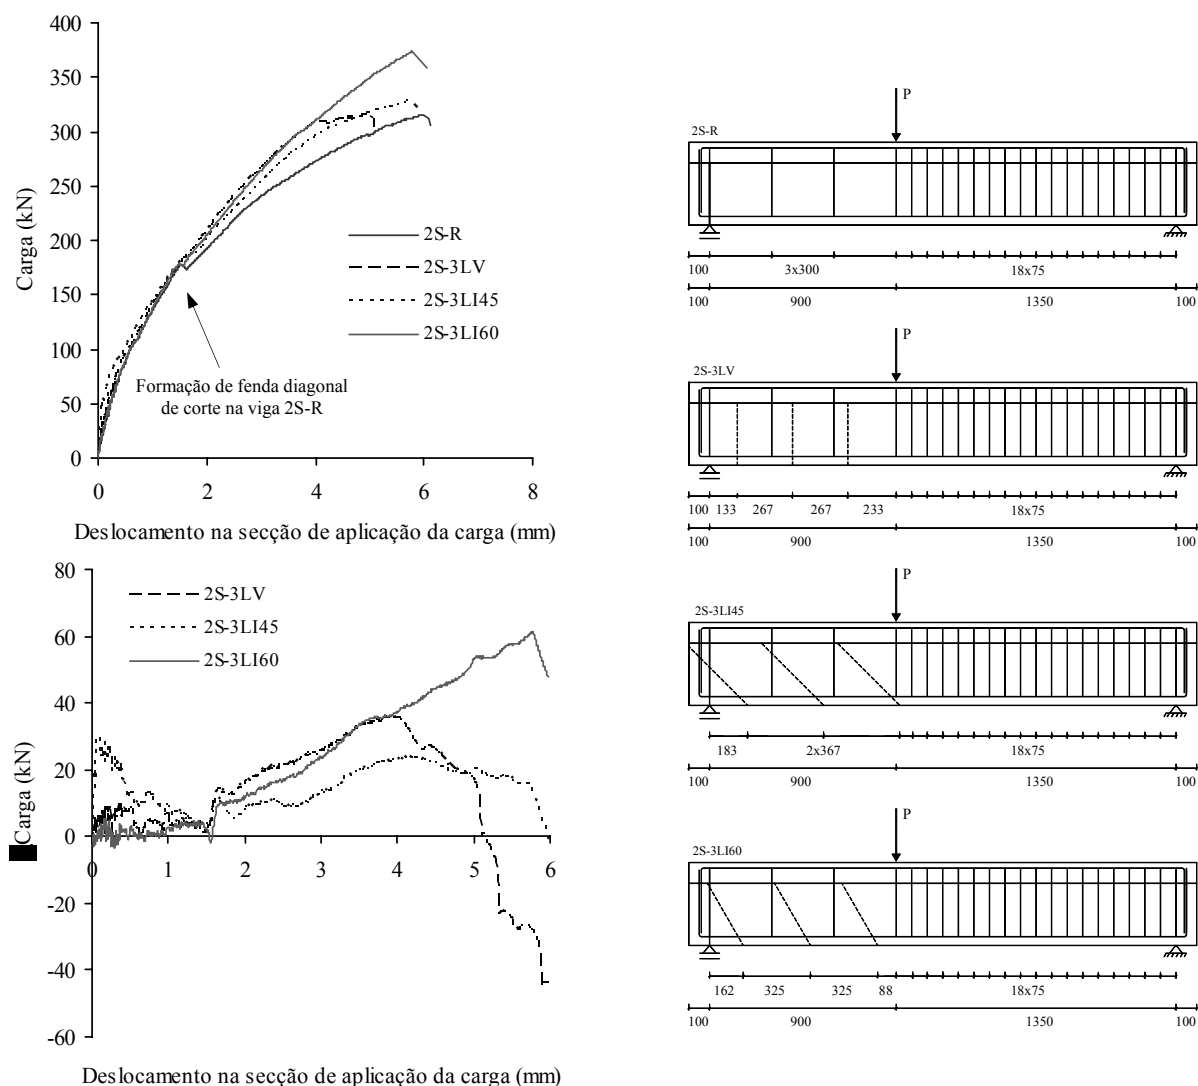 400
350
300
250
200
150
100
50
0
Carga (kN)
0 2 4 6 8
2S-R
2S-3LV
2S-3LI45
2S-3LI60
Formação de fenda diagonal
de corte na viga 2S-R
Deslocamento na secção de aplicação da carga (mm)
80
60
40
20
0
-20
-40
-60
Carga (kN)
0 1 2 3 4 5 6
2S-3LV
2S-3LI45
2S-3LI60
Deslocamento na secção de aplicação da carga (mm)
P
2S-R
100 3x300 18x75
100 900 1350 100
P
2S-3LV
100 133 267 267 233 18x75
100 900 1350 100
P
2S-3LI45
183 2x367 18x75
100 900 1350 100
P
2S-3LI60
162 325 325 88 18x75
100 900 1350 100